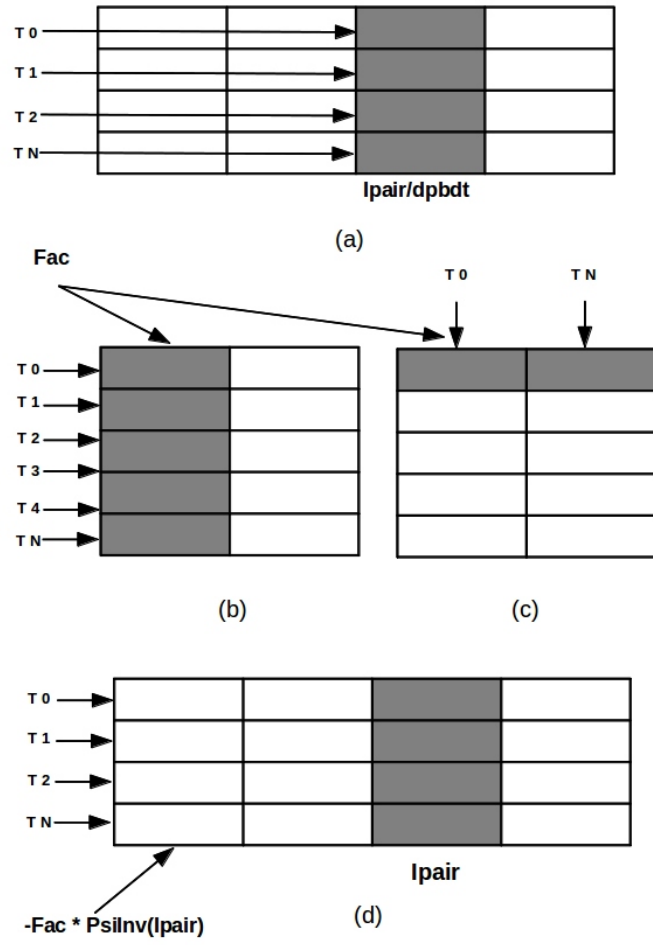 T 0
T 1
T 2
T N
Ipair/dpbdt
(a)
Fac
T 0 T N
T 0
T 1
T 2
T 3
T 4
T N
(b) (c)
T 0
T 1
T 2
T N
Ipair
-Fac * PsiInv(Ipair)
(d)